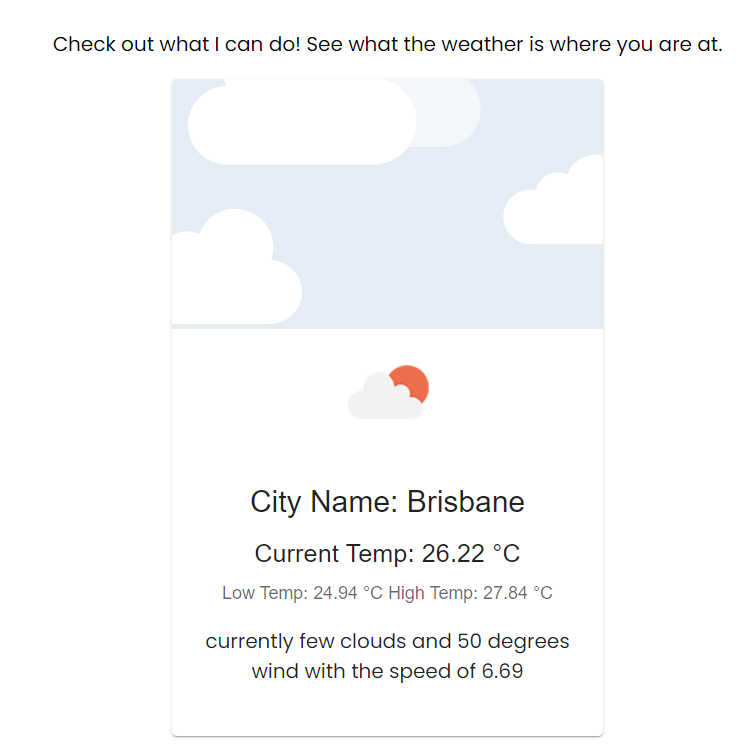 Check out what I can do! See what the weather is where you are at.
City Name: Brisbane
Current Temp: 26.22 °C
Low Temp: 24.94 °C High Temp: 27.84 °C
currently few clouds and 50 degrees
wind with the speed of 6.69